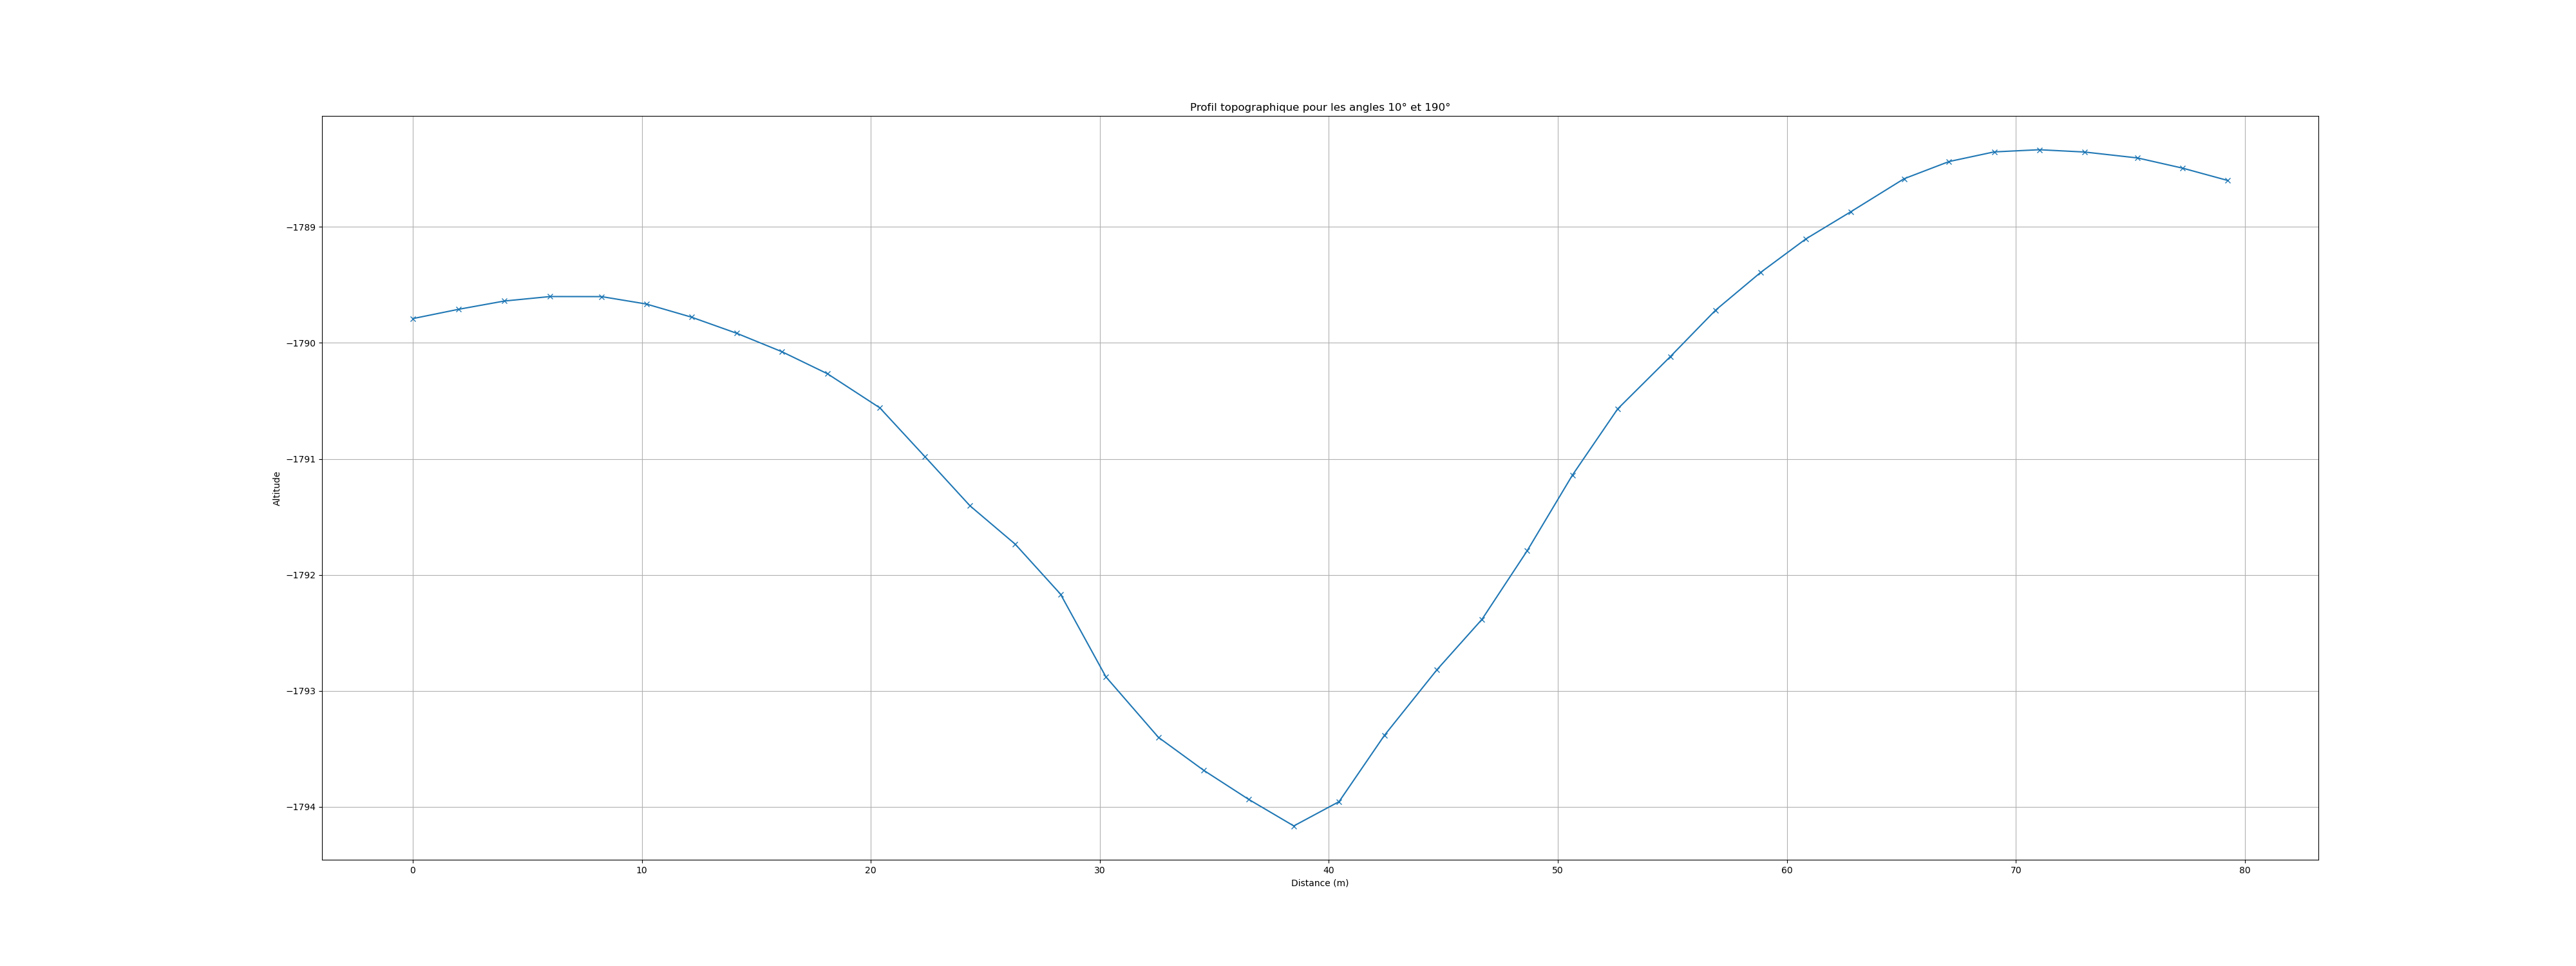 Profil topographique pour les angles 10° et 190°
Altitude
−1789
−1790
−1791
−1792
−1793
−1794
0 10 20 30 40 50 60 70 80
Distance (m)